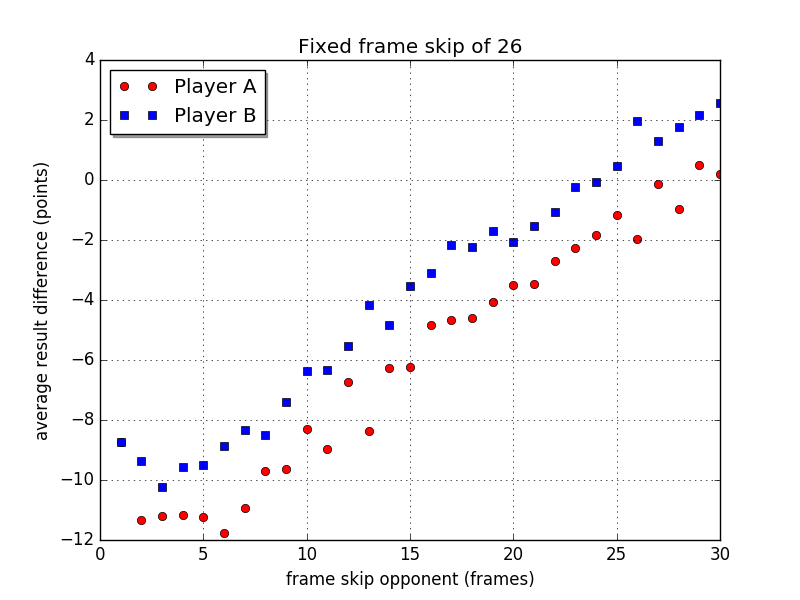 Fixed frame skip of 26
4
2
0
−2
−4
−6
−8
−10
−12
Player A
Player B
average result difference (points)
0 5 10 15 20 25 30
frame skip opponent (frames)